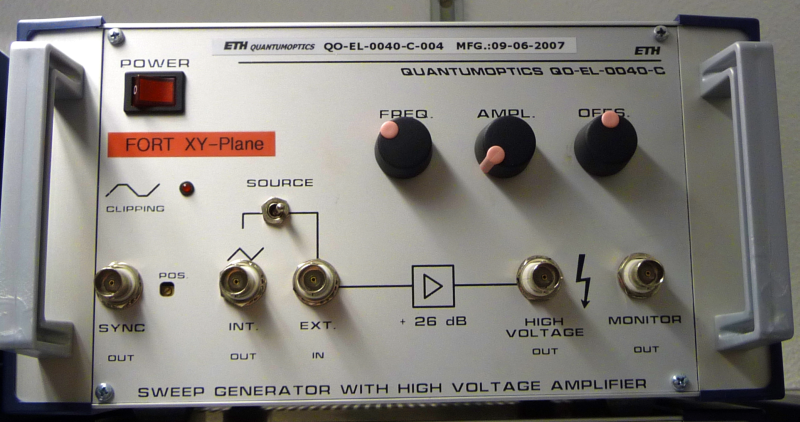 ETH QUANTUMOPTICS QO-EL-0040-C-004 MFG.:09-06-2007
ETH
QUANTUMOPTICS QO-EL-0040-C
POWER
FREQ. AMPL. OFFS.
FORT XY-Plane
CLIPPING
SOURCE
POS.
+ 26 dB
SYNC INT. EXT. HIGH VOLTAGE MONITOR
OUT OUT IN OUT OUT
SWEEP GENERATOR WITH HIGH VOLTAGE AMPLIFIER